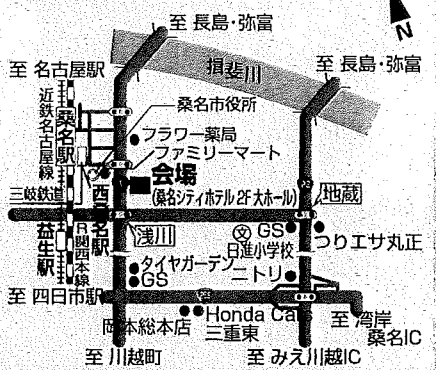 至 長島・弥富
N
揖斐川
至 長島・弥富
至 名古屋駅
近鉄名古屋線
桑名駅
桑名市役所
フラワー薬局
ファミリーマート
会場
(桑名シティホテル2F大ホール)
三岐鉄道
西桑名駅
地蔵
浅川
文
GS
つりエサ丸正
日進小学校
益生駅
JR関西本線
タイヤガーデン
GS
ニトリ
至 四日市駅
岡本総本店
Honda Cars
三重東
至 湾岸
桑名IC
至 川越町
至 みえ川越IC